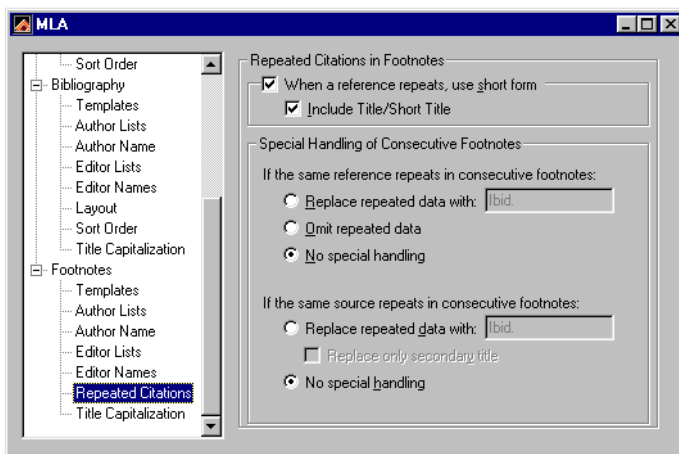 MLA
Sort Order
Bibliography
Templates
Author Lists
Author Name
Editor Lists
Editor Names
Layout
Sort Order
Title Capitalization
Footnotes
Templates
Author Lists
Author Name
Editor Lists
Editor Names
Repeated Citations
Title Capitalization
Repeated Citations in Footnotes
When a reference repeats, use short form
Include Title/Short Title
Special Handling of Consecutive Footnotes
If the same reference repeats in consecutive footnotes:
Replace repeated data with: Ibid.
Omit repeated data
No special handling
If the same source repeats in consecutive footnotes:
Replace repeated data with: Ibid.
Replace only secondary title
No special handling